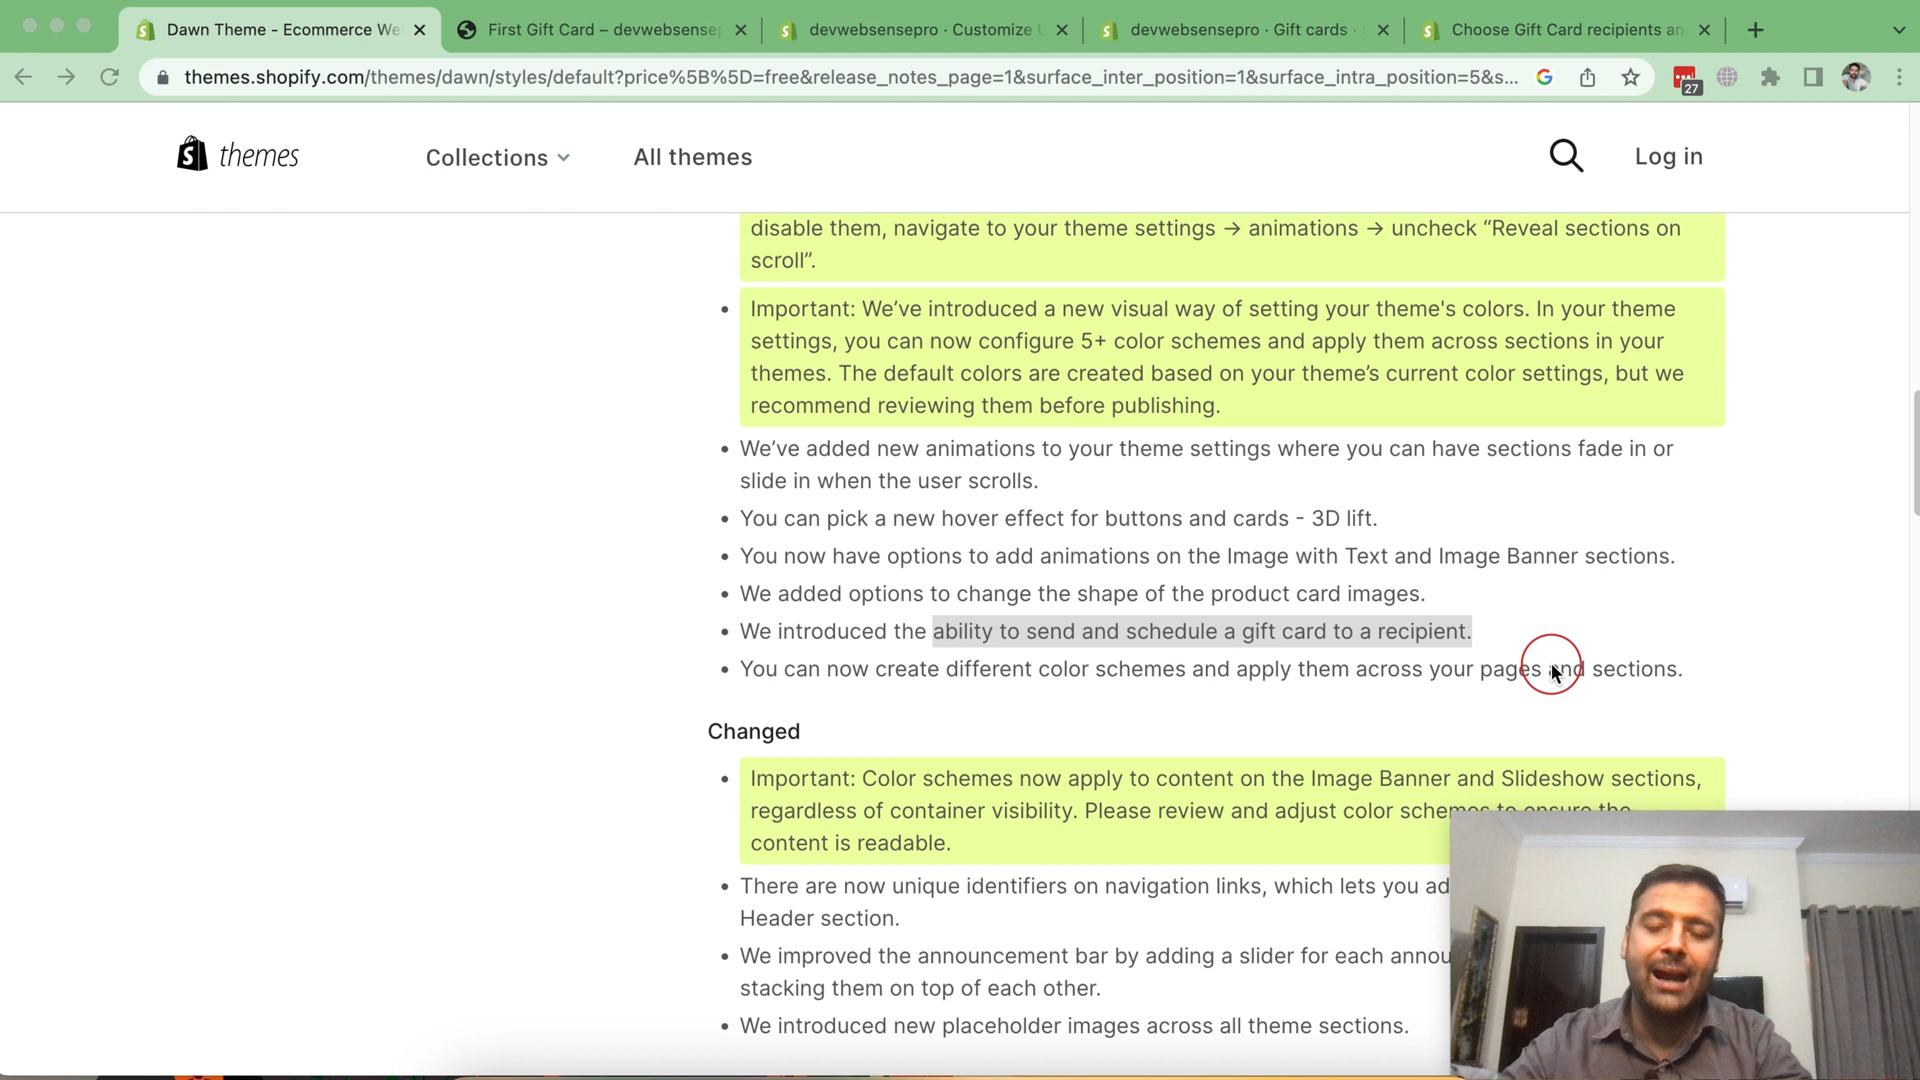 Dawn Theme - Ecommerce We
First Gift Card – devwebsensep
devwebsensepro · Customize
devwebsensepro · Gift cards ·
Choose Gift Card recipients an
themes.shopify.com/themes/dawn/styles/default?price%5B%5D=free&release_notes_page=1&surface_inter_position=1&surface_intra_position=5&s...
27
themes
Collections
All themes
Log in
disable them, navigate to your theme settings → animations → uncheck “Reveal sections on
scroll”.
• Important: We’ve introduced a new visual way of setting your theme's colors. In your theme
settings, you can now configure 5+ color schemes and apply them across sections in your
themes. The default colors are created based on your theme’s current color settings, but we
recommend reviewing them before publishing.
• We’ve added new animations to your theme settings where you can have sections fade in or
slide in when the user scrolls.
• You can pick a new hover effect for buttons and cards - 3D lift.
• You now have options to add animations on the Image with Text and Image Banner sections.
• We added options to change the shape of the product card images.
• We introduced the ability to send and schedule a gift card to a recipient.
• You can now create different color schemes and apply them across your pages and sections.
Changed
• Important: Color schemes now apply to content on the Image Banner and Slideshow sections,
regardless of container visibility. Please review and adjust color schemes to ensure the
content is readable.
• There are now unique identifiers on navigation links, which lets you ad
Header section.
• We improved the announcement bar by adding a slider for each annou
stacking them on top of each other.
• We introduced new placeholder images across all theme sections.